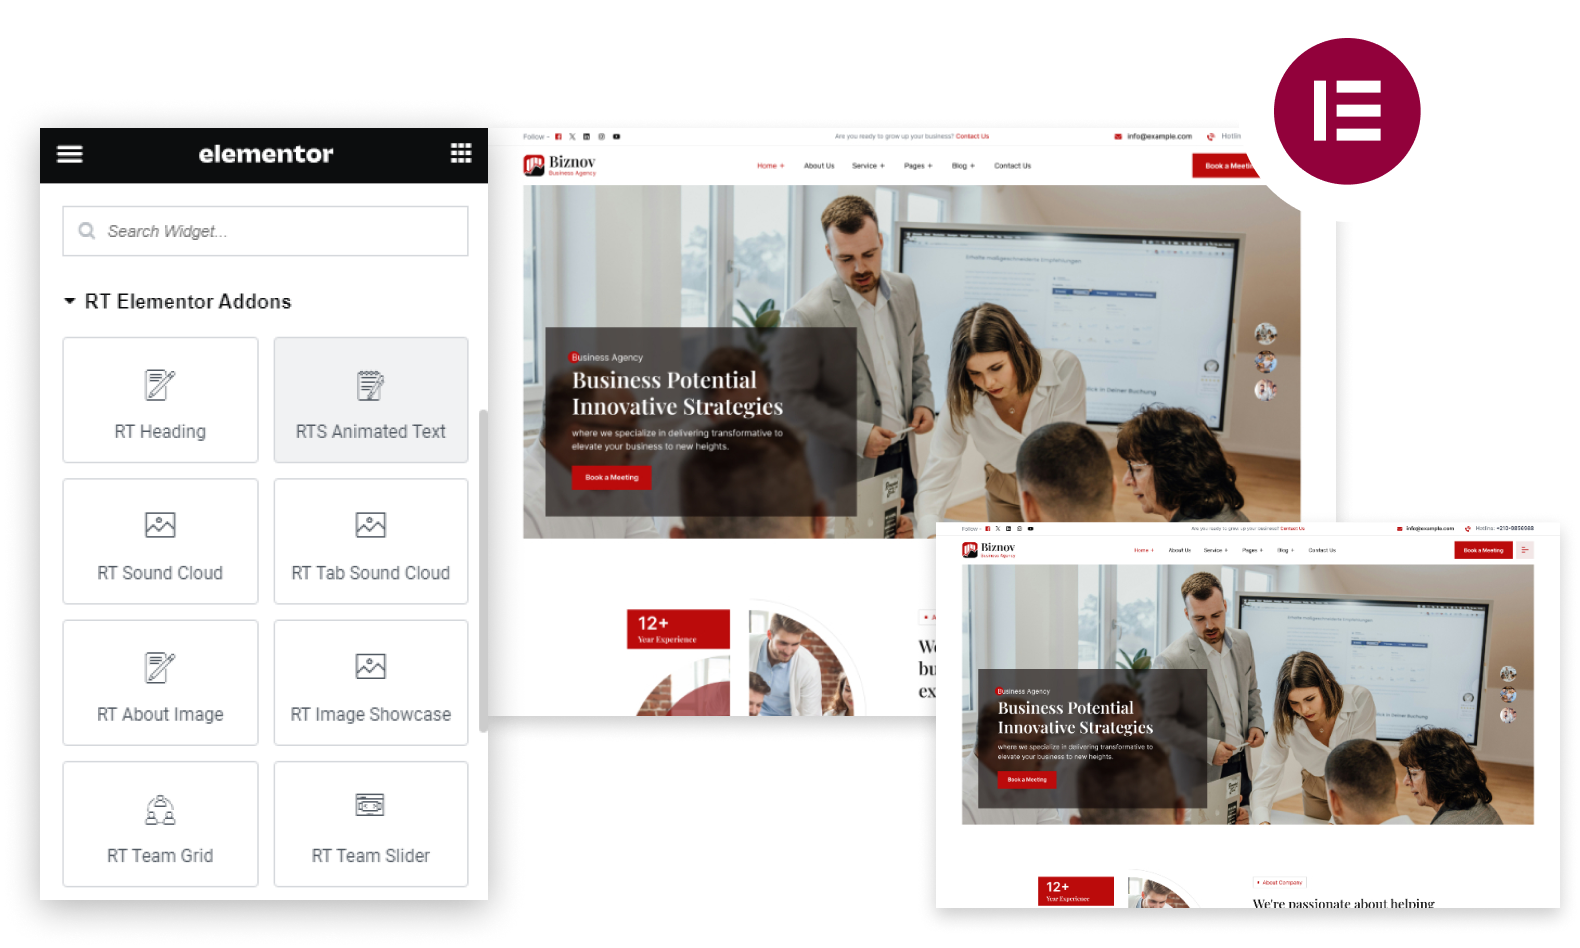 elementor
Search Widget...
RT Elementor Addons
RT Heading
RTS Animated Text
RT Sound Cloud
RT Tab Sound Cloud
RT About Image
RT Image Showcase
RT Team Grid
RT Team Slider
Follow -
Are you ready to grow up your business? Contact Us
info@example.com
Hotlin
Biznov
Business Agency
Home +
About Us
Service +
Pages +
Blog +
Contact Us
Book a Meetin
Business Agency
Business Potential
Innovative Strategies
where we specialize in delivering transformative to
elevate your business to new heights.
Book a Meeting
12+
Year Experience
We
bu
ex
Follow -
Are you ready to grow up your business? Contact Us
info@example.com
Hotline: +210-8856988
Biznov
Business Agency
Home +
About Us
Service +
Pages +
Blog +
Contact Us
Book a Meeting
Business Agency
Business Potential
Innovative Strategies
where we specialize in delivering transformative to
elevate your business to new heights.
Book a Meeting
12+
Year Experience
About Company
We're passionate about helping